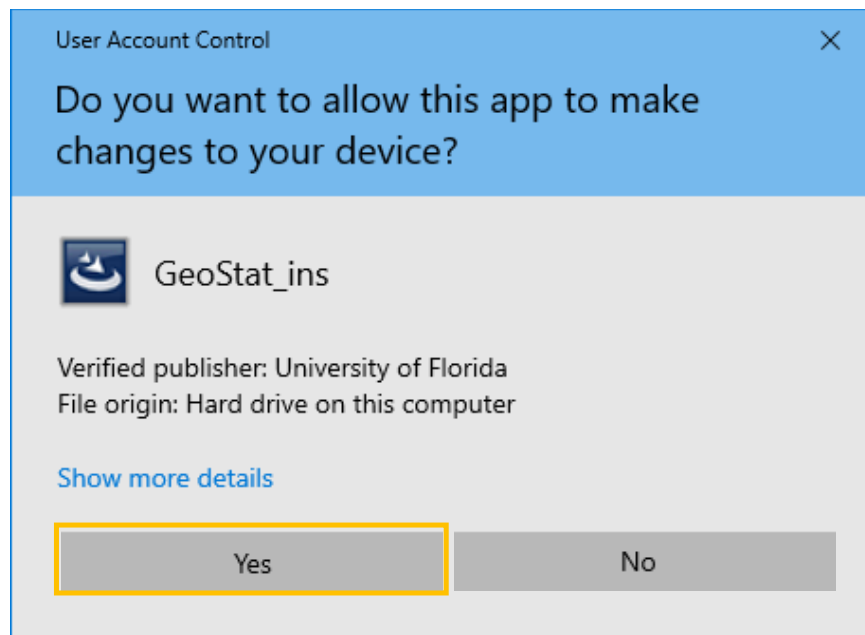 User Account Control
Do you want to allow this app to make
changes to your device?
GeoStat_ins
Verified publisher: University of Florida
File origin: Hard drive on this computer
Show more details
Yes
No